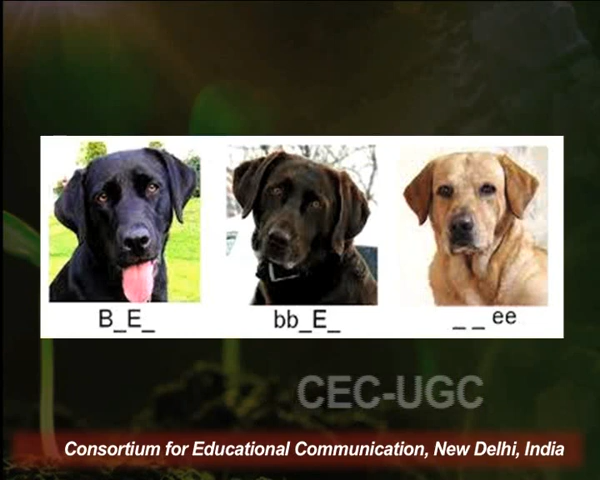 B_E_ bb_E_ _ _ ee
CEC-UGC
Consortium for Educational Communication, New Delhi, India